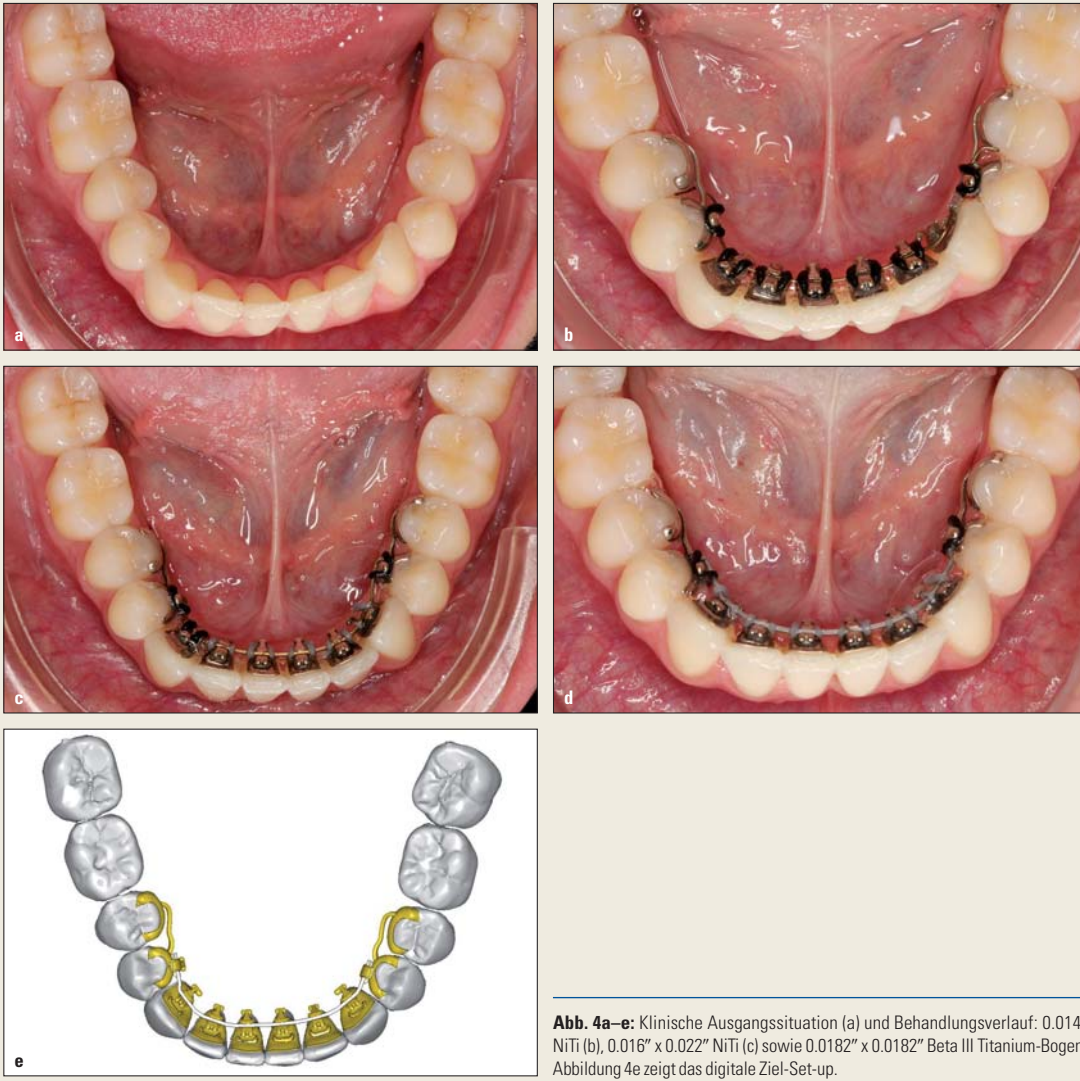 a
b
c
d
e
Abb. 4a–e: Klinische Ausgangssituation (a) und Behandlungsverlauf: 0.014
NiTi (b), 0.016″ x 0.022″ NiTi (c) sowie 0.0182″ x 0.0182″ Beta III Titanium-Bogen
Abbildung 4e zeigt das digitale Ziel-Set-up.